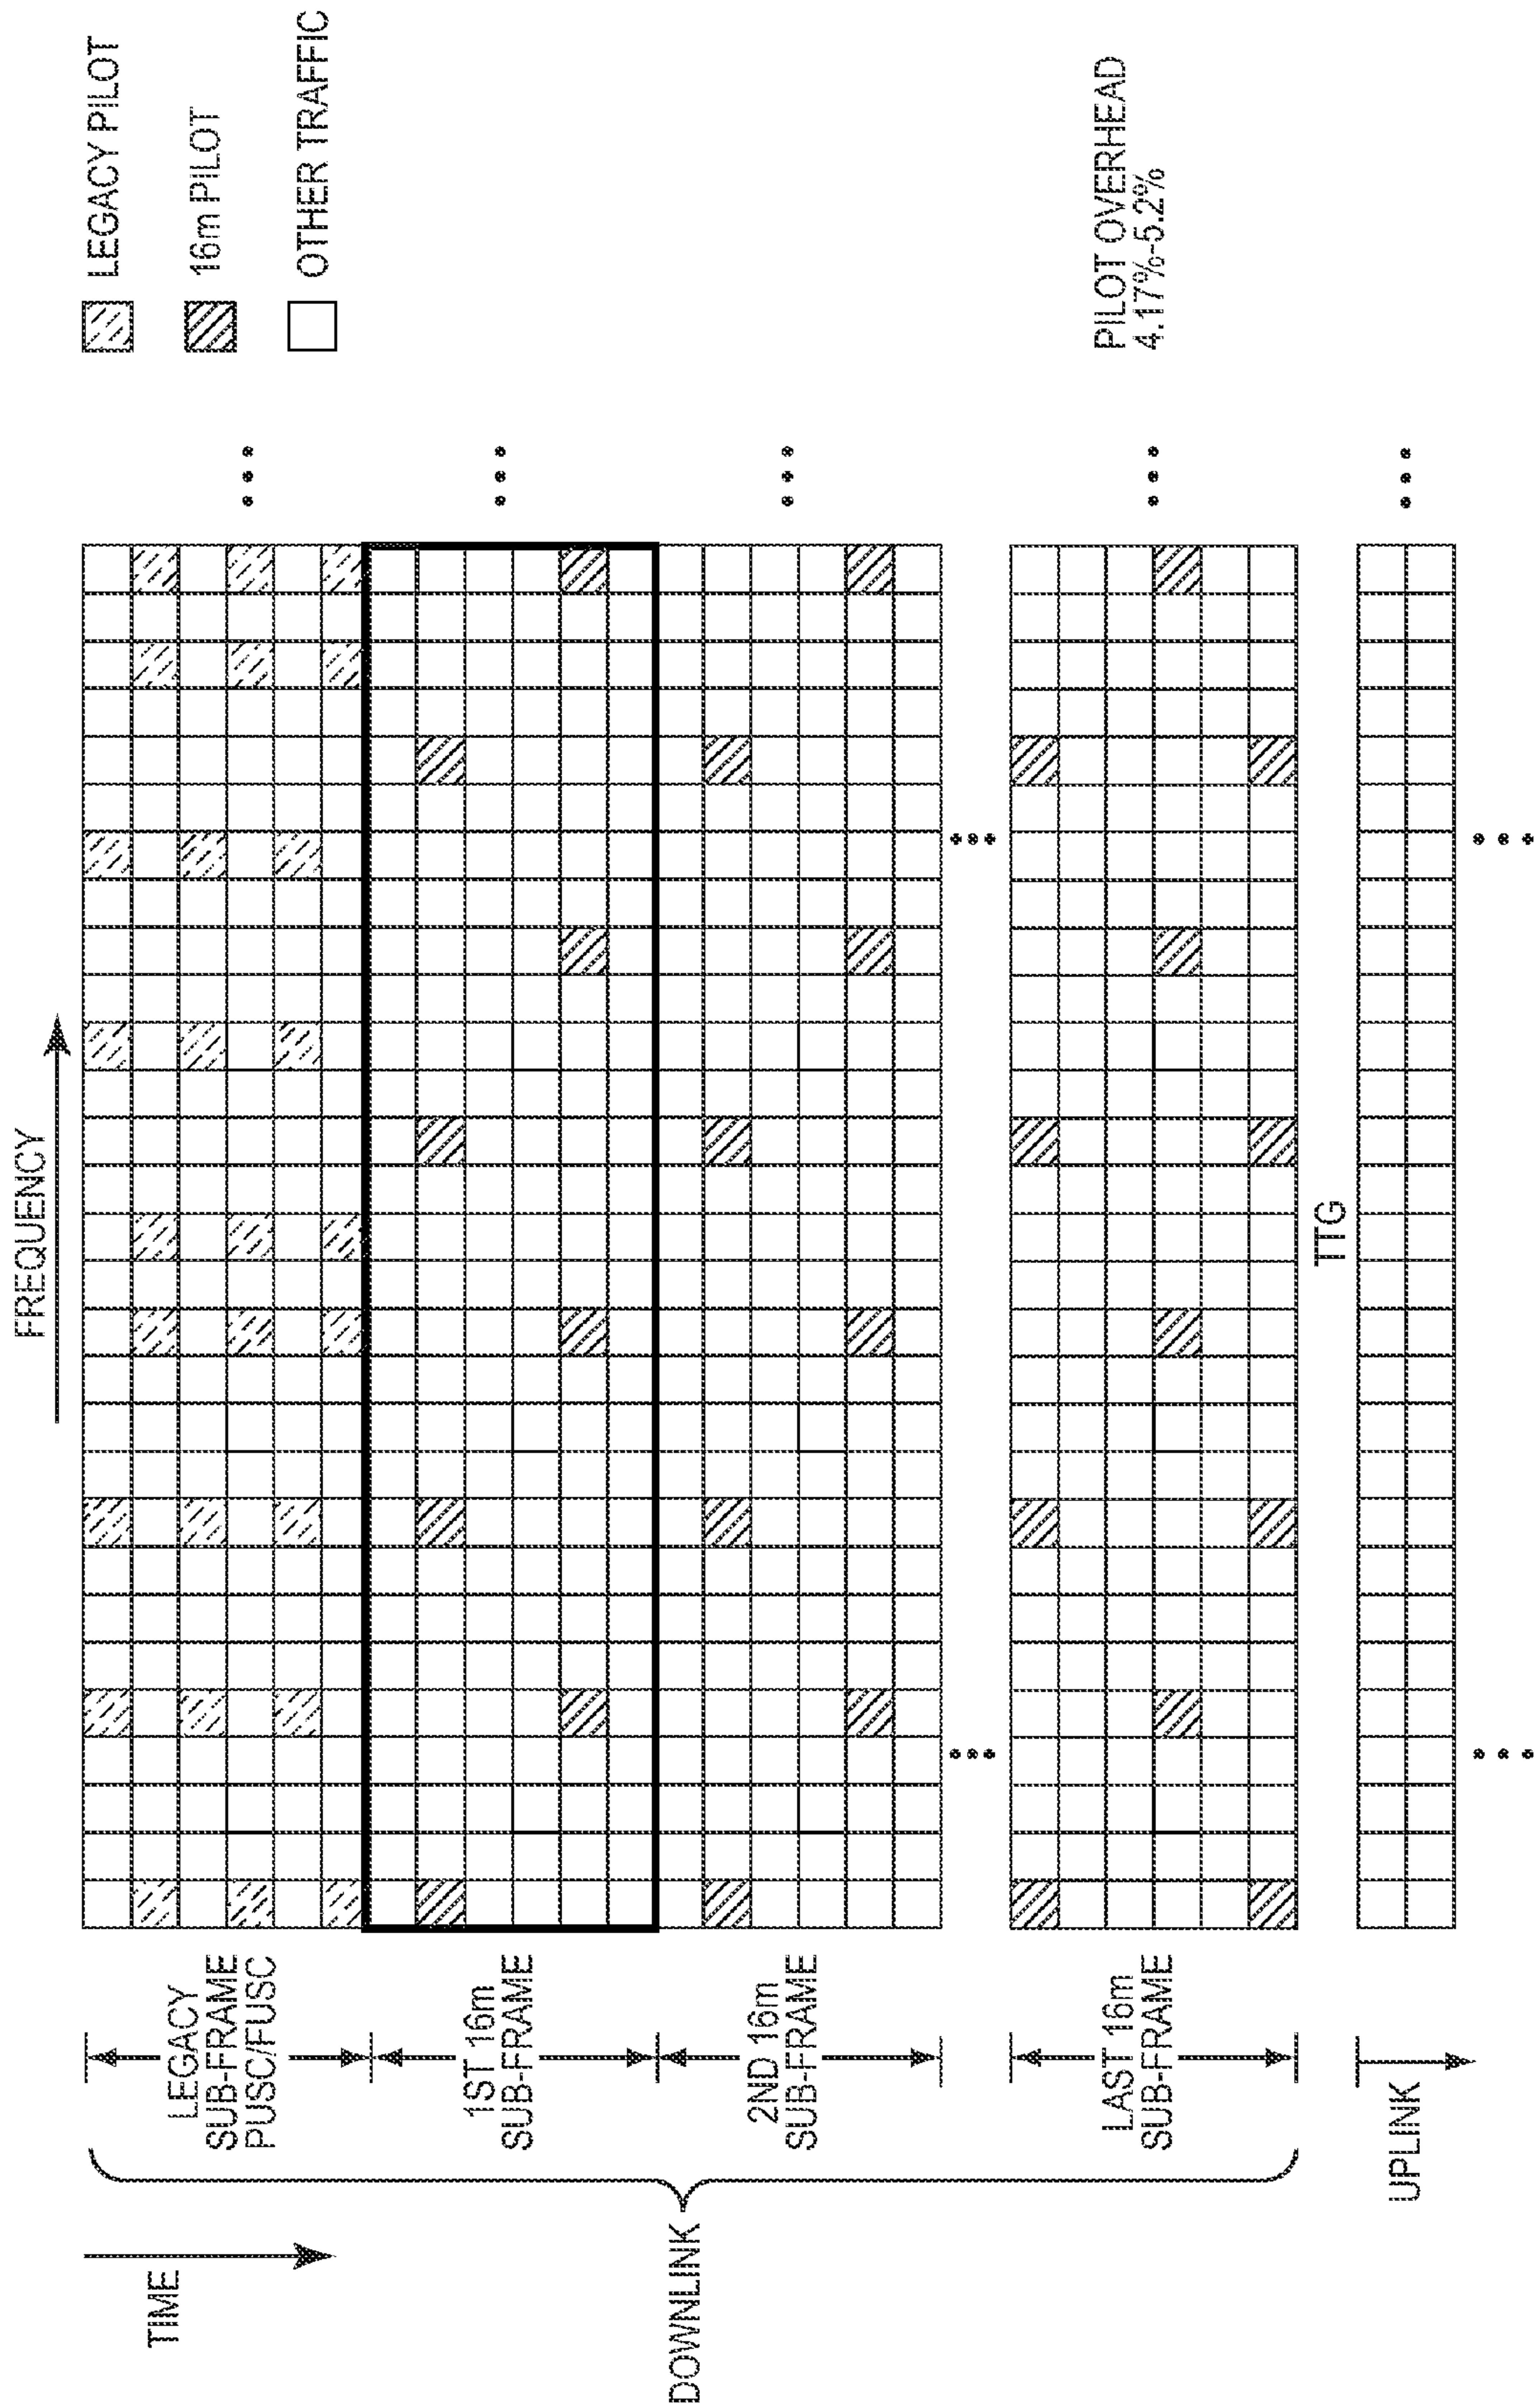 FREQUENCY
TIME
LEGACY PILOT
16m PILOT
OTHER TRAFFIC
DOWNLINK
LEGACY
SUB-FRAME
PUSC/FUSC
1ST 16m
SUB-FRAME
2ND 16m
SUB-FRAME
LAST 16m
SUB-FRAME
PILOT OVERHEAD
4.17%-5.2%
TTG
UPLINK